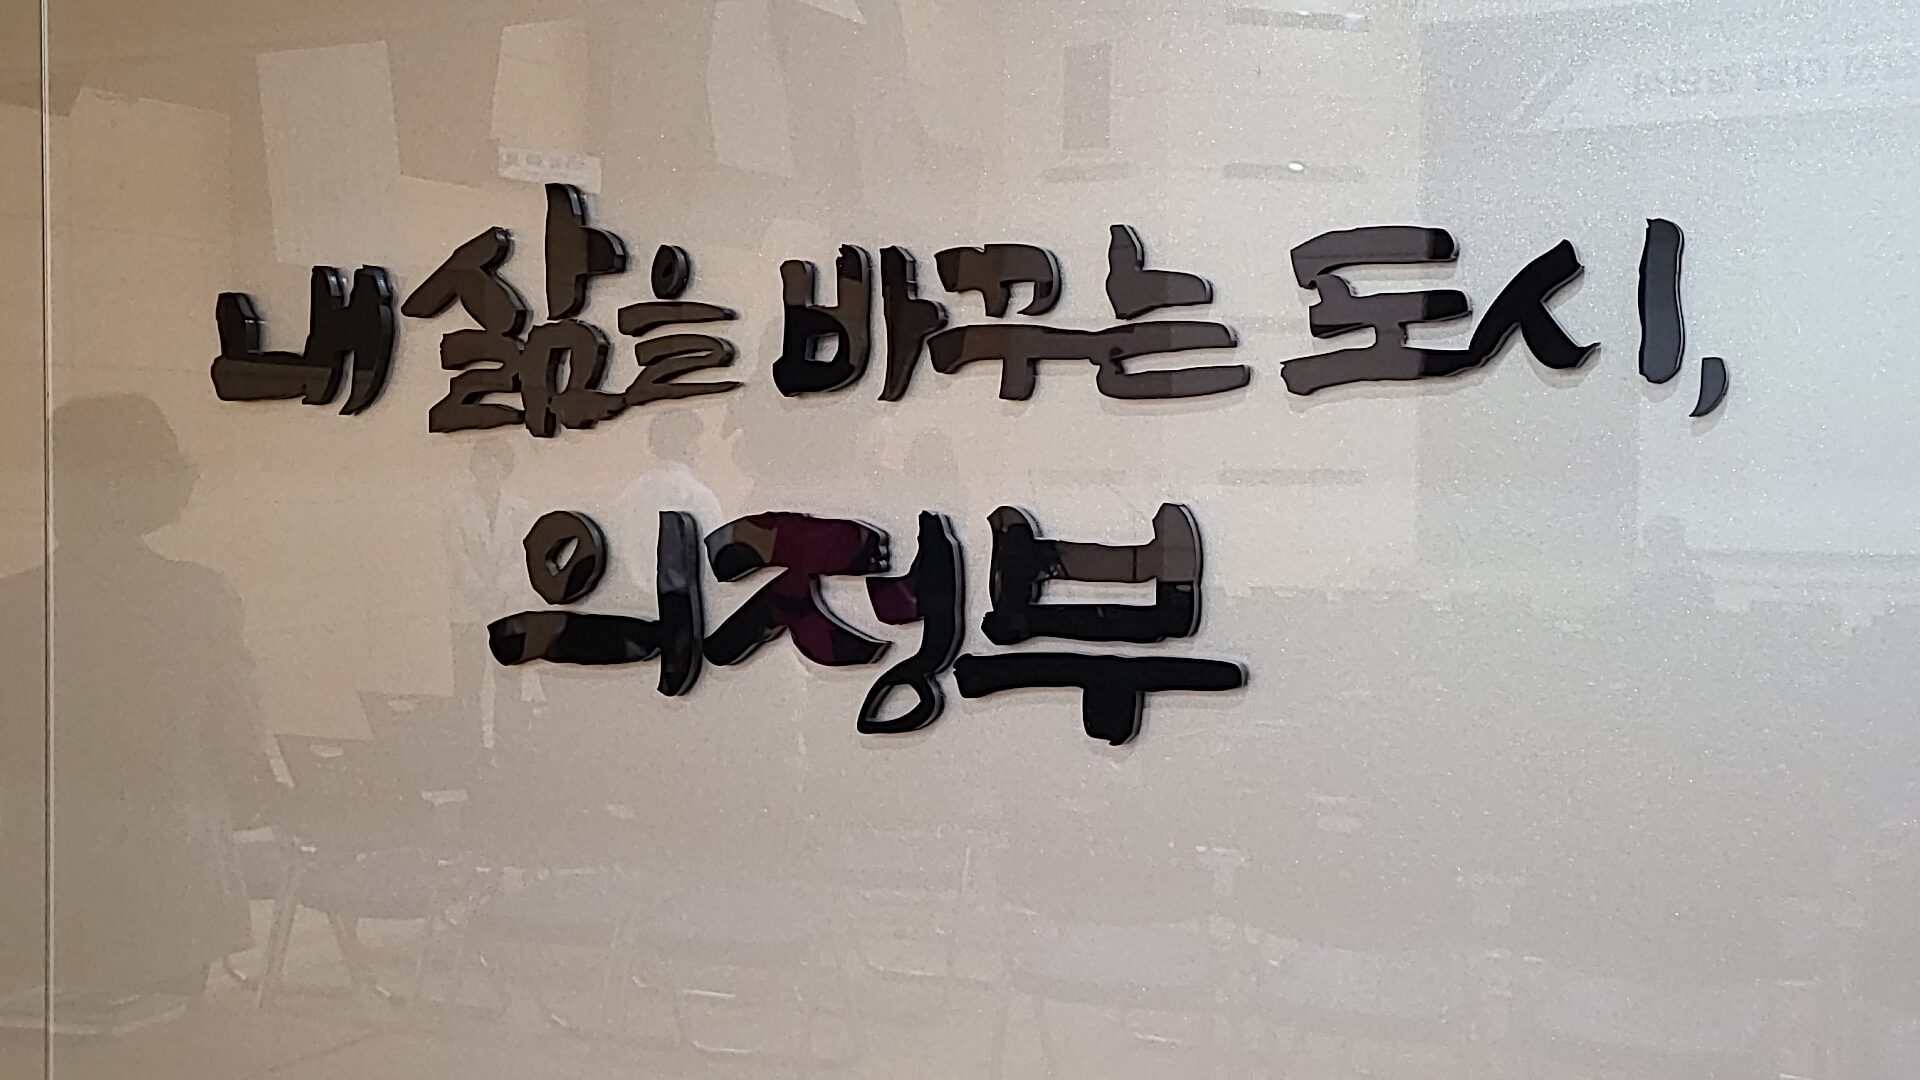 내 삶을 바꾸는 도시,
의정부